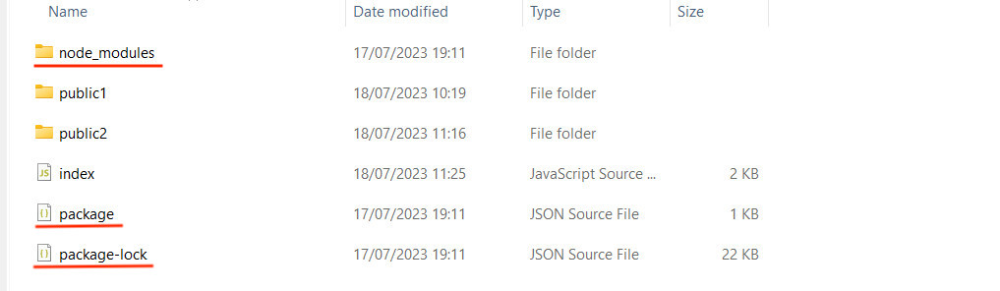 Name Date modified Type Size
node_modules 17/07/2023 19:11 File folder
public1 18/07/2023 10:19 File folder
public2 18/07/2023 11:16 File folder
JS index 18/07/2023 11:25 JavaScript Source ... 2 KB
{} package 17/07/2023 19:11 JSON Source File 1 KB
{} package-lock 17/07/2023 19:11 JSON Source File 22 KB